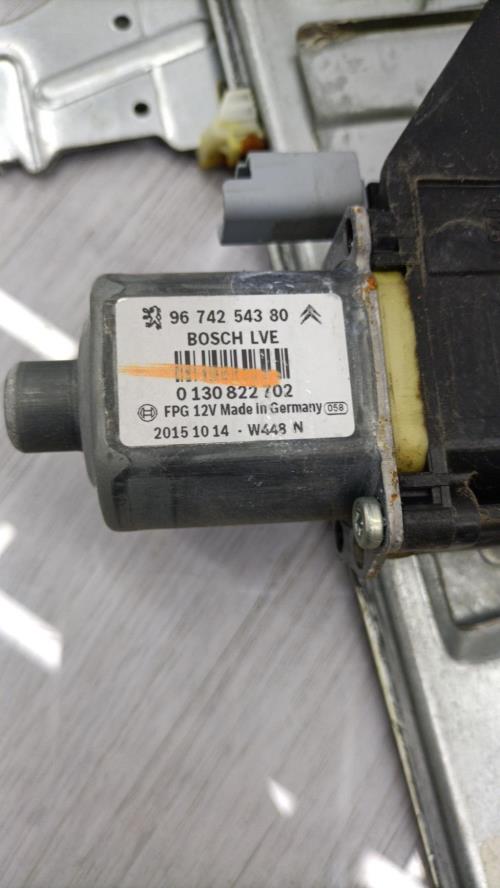 96 742 543 80
BOSCH LVE
0 130 822 702
FPG 12V Made in Germany 058
2015 10 14 - W448 N